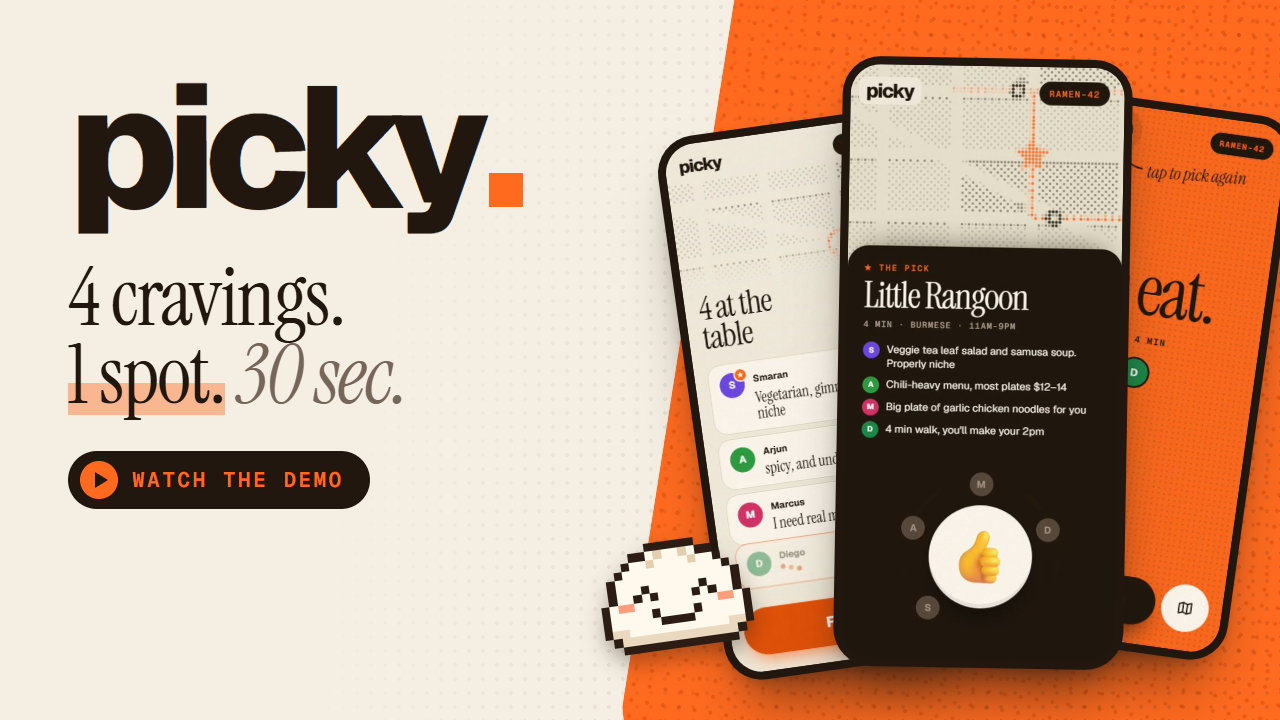 picky.
4 cravings.
1 spot. 30 sec.
WATCH THE DEMO
picky
4 at the
table
S
Smaran
Vegetarian,
niche
A
Arjun
spicy, and
M
Marcus
I need real
D
Diego
picky
RAMEN-42
★ THE PICK
Little Rangoon
4 MIN · BURMESE · 11AM–9PM
S
Veggie tea leaf salad and samusa soup.
Properly niche
A
Chili-heavy menu, most plates $12–14
M
Big plate of garlic chicken noodles for you
D
4 min walk, you'll make your 2pm
M
A
D
S
RAMEN-42
tap to pick again
eat.
4 MIN
D